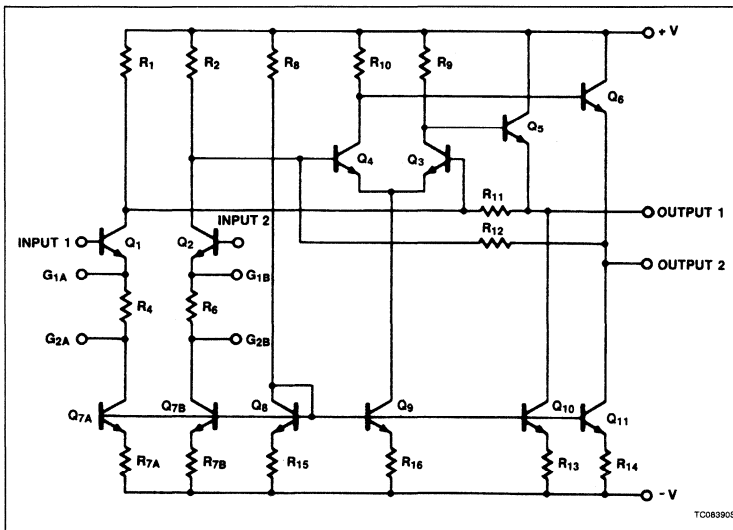 +V
R1
R2
R8
R10
R9
Q6
Q5
Q4
Q3
R11
OUTPUT 1
INPUT 2
R12
INPUT 1
Q1
Q2
OUTPUT 2
G1A
G1B
R4
R6
G2A
G2B
Q7A
Q7B
Q8
Q9
Q10
Q11
R7A
R7B
R15
R16
R13
R14
-V
TC08390S